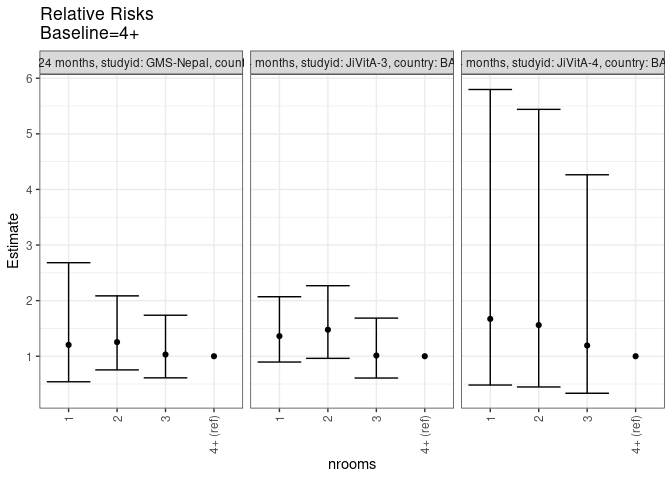 Relative Risks
Baseline=4+
24 months, studyid: GMS-Nepal, count
months, studyid: JiVitA-3, country: BA
months, studyid: JiVitA-4, country: BA
Estimate
6
5
4
3
2
1
1
2
3
4+ (ref)
1
2
3
4+ (ref)
1
2
3
4+ (ref)
nrooms